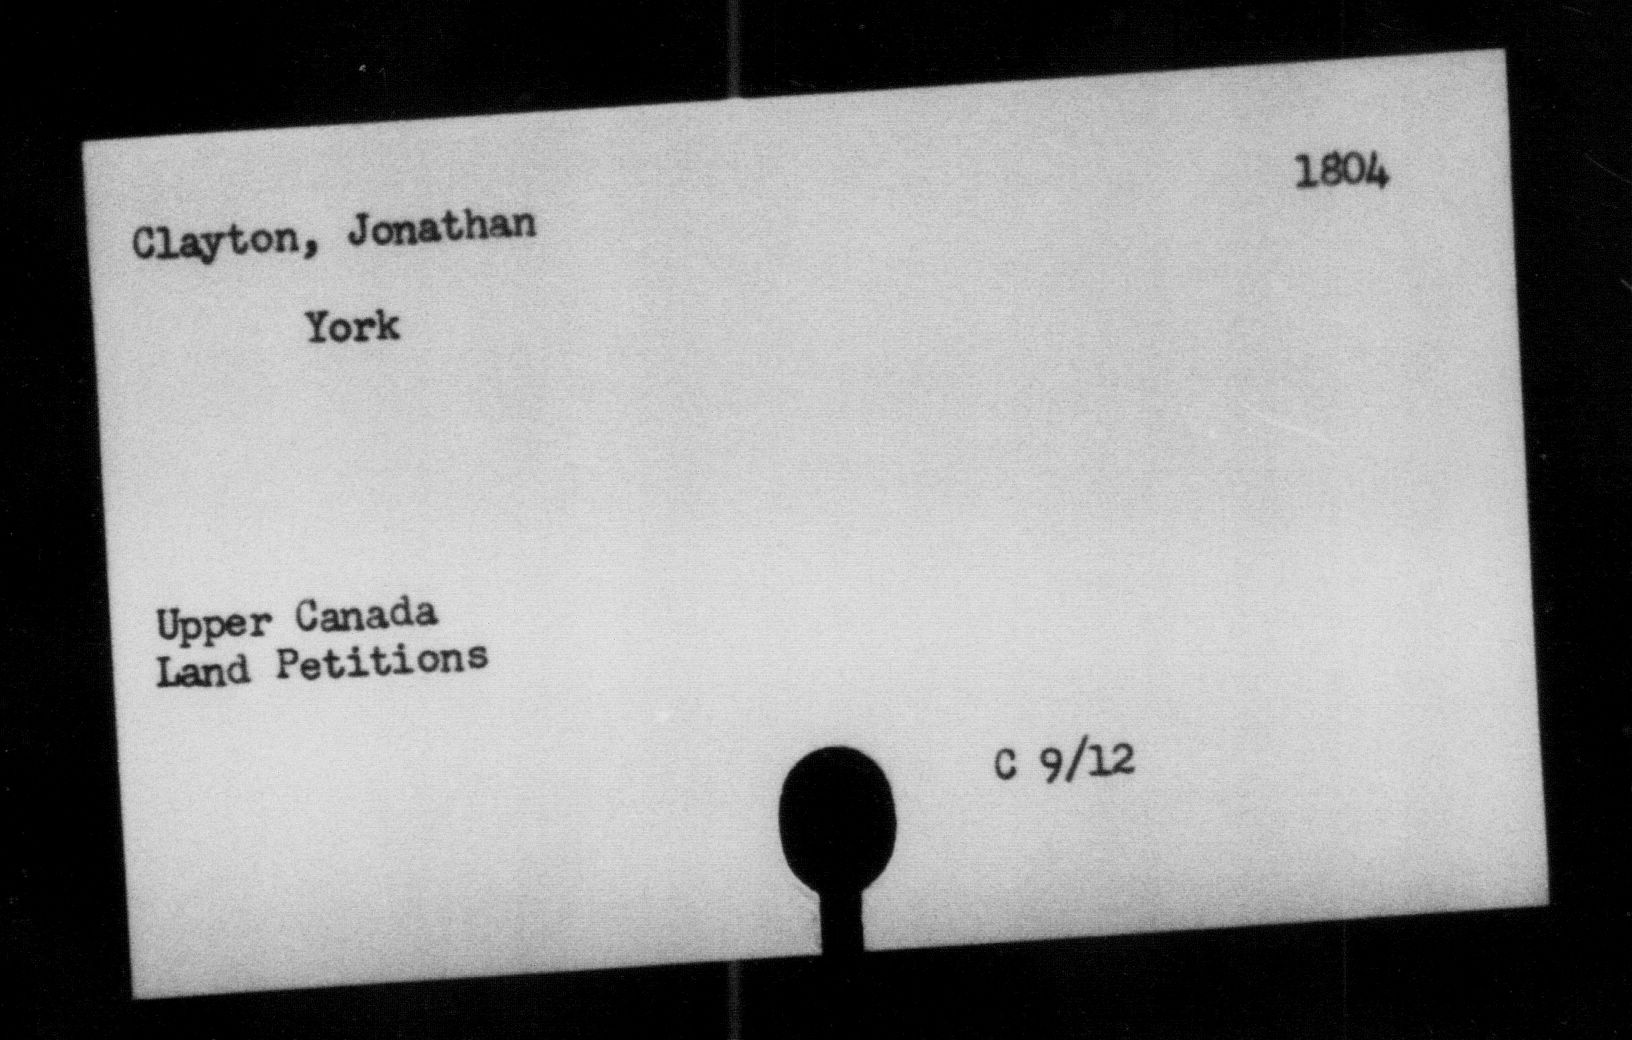 1804
Clayton, Jonathan
York
Upper Canada
Land Petitions
C 9/12